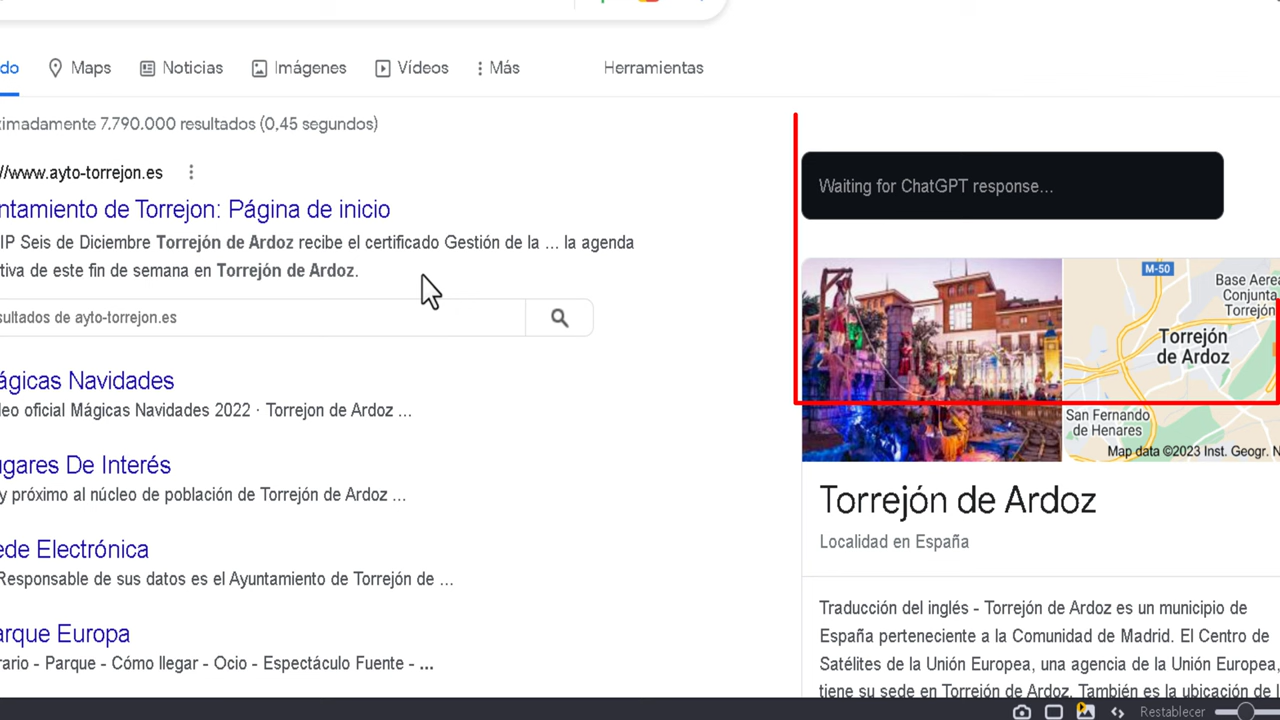 do Maps Noticias Imágenes Vídeos Más Herramientas
imadamente 7.790.000 resultados (0,45 segundos)
//www.ayto-torrejon.es
ntamiento de Torrejon: Página de inicio
IP Seis de Diciembre Torrejón de Ardoz recibe el certificado Gestión de la ... la agenda
tiva de este fin de semana en Torrejón de Ardoz.
sultados de ayto-torrejon.es
ágicas Navidades
eo oficial Mágicas Navidades 2022 · Torrejon de Ardoz ...
ugares De Interés
y próximo al núcleo de población de Torrejón de Ardoz ...
ede Electrónica
Responsable de sus datos es el Ayuntamiento de Torrejón de ...
arque Europa
rario - Parque - Cómo llegar - Ocio - Espectáculo Fuente - ...
Waiting for ChatGPT response...
M-50
Base Aerea
Conjunta
Torrejón
Torrejón
de Ardoz
San Fernando
de Henares
Map data ©2023 Inst. Geogr. N
Torrejón de Ardoz
Localidad en España
Traducción del inglés - Torrejón de Ardoz es un municipio de
España perteneciente a la Comunidad de Madrid. El Centro de
Satélites de la Unión Europea, una agencia de la Unión Europea,
tiene su sede en Torrejón de Ardoz. También es la ubicación de l
Restablecer